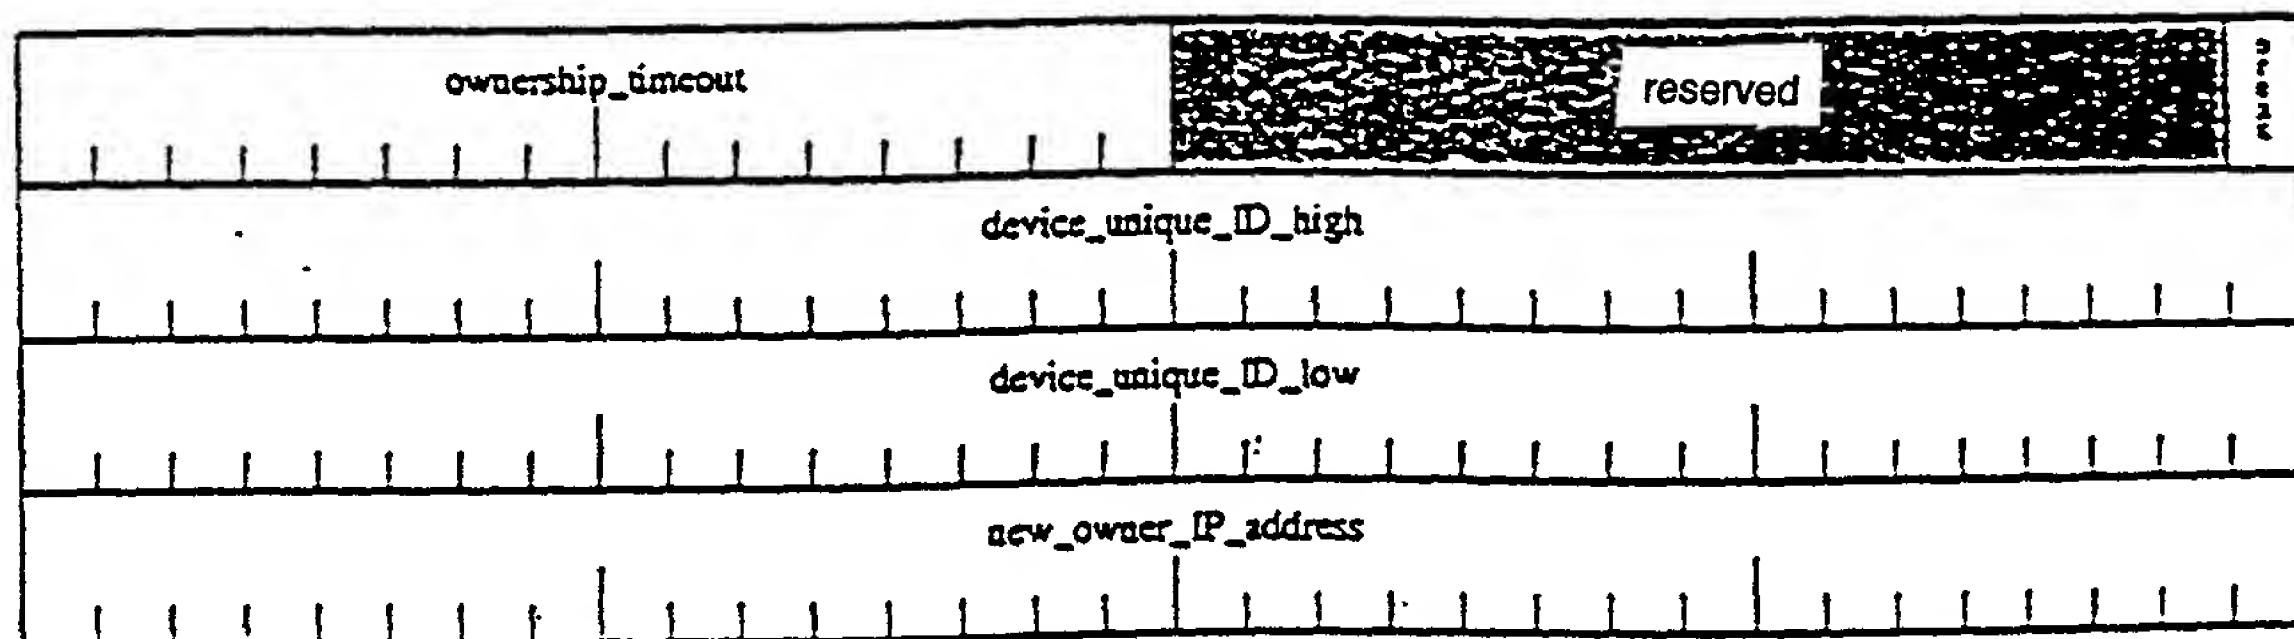 ownership_timeout
reserved
device_unique_ID_high
device_unique_ID_low
new_owner_IP_address